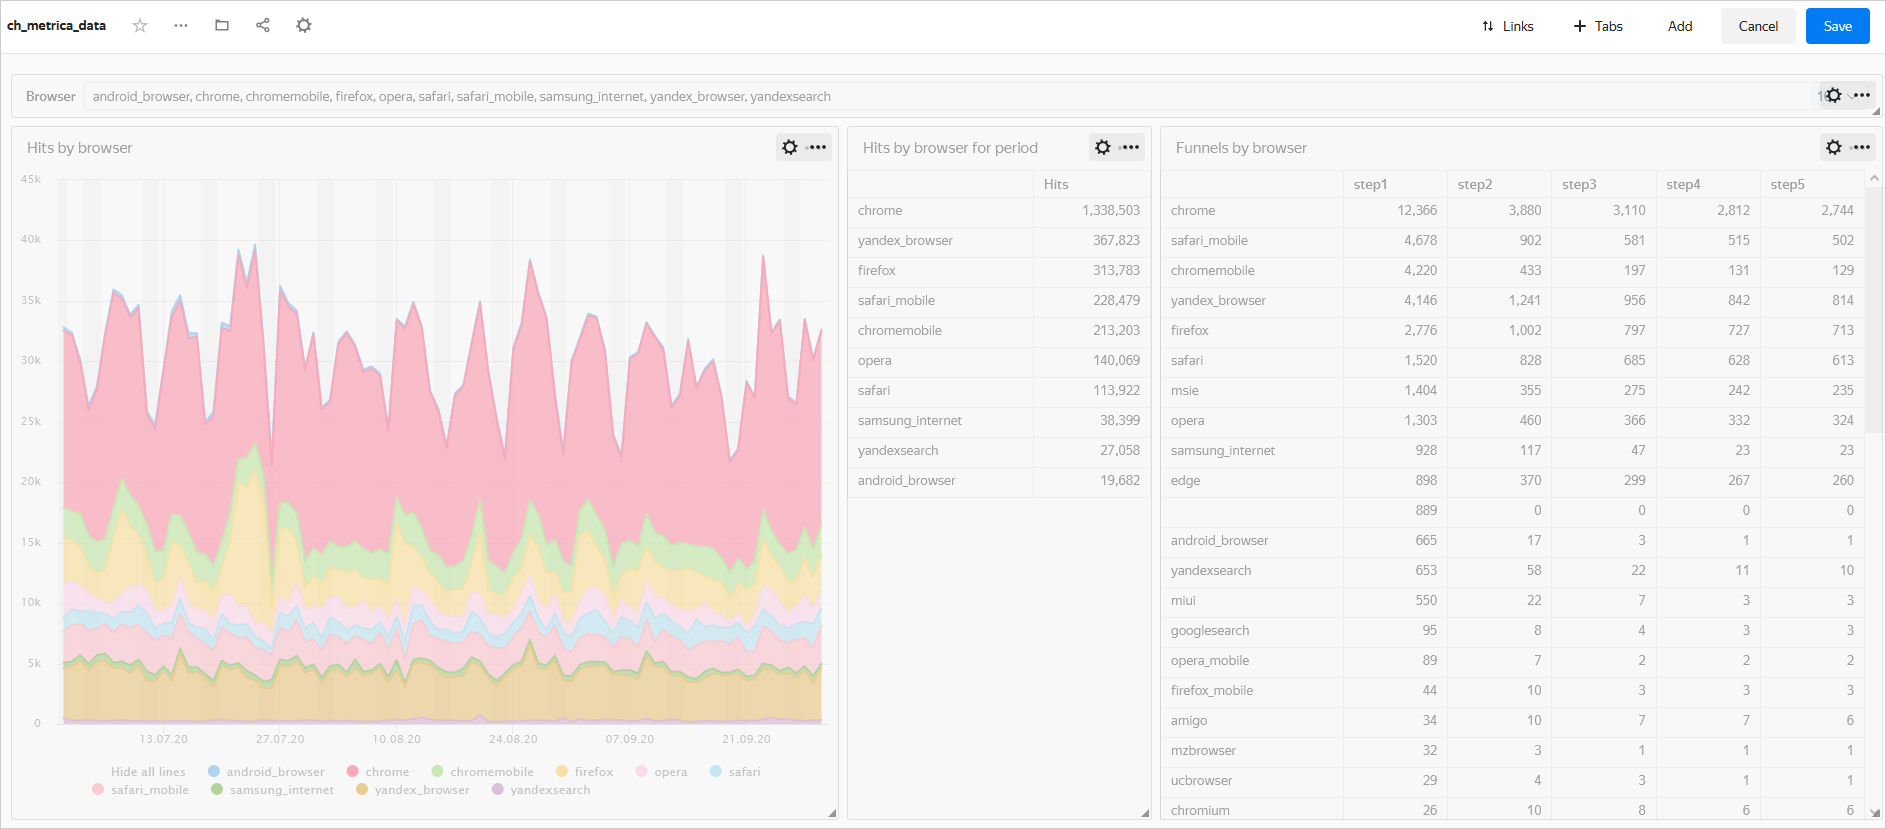 ch_metrica_data
Links
Tabs
Add
Cancel
Save
Browser android_browser, chrome, chromemobile, firefox, opera, safari, safari_mobile, samsung_internet, yandex_browser, yandexsearch
Hits by browser
45k
40k
35k
30k
25k
20k
15k
10k
5k
0
13.07.20 27.07.20 10.08.20 24.08.20 07.09.20 21.09.20
Hide all lines android_browser chrome chromemobile firefox opera safari
safari_mobile samsung_internet yandex_browser yandexsearch
Hits by browser for period
Hits
chrome 1,338,503
yandex_browser 367,823
firefox 313,783
safari_mobile 228,479
chromemobile 213,203
opera 140,069
safari 113,922
samsung_internet 38,399
yandexsearch 27,058
android_browser 19,682
Funnels by browser
step1 step2 step3 step4 step5
chrome 12,366 3,880 3,110 2,812 2,744
safari_mobile 4,678 902 581 515 502
chromemobile 4,220 433 197 131 129
yandex_browser 4,146 1,241 956 842 814
firefox 2,776 1,002 797 727 713
safari 1,520 828 685 628 613
msie 1,404 355 275 242 235
opera 1,303 460 366 332 324
samsung_internet 928 117 47 23 23
edge 898 370 299 267 260
889 0 0 0 0
android_browser 665 17 3 1 1
yandexsearch 653 58 22 11 10
miui 550 22 7 3 3
googlesearch 95 8 4 3 3
opera_mobile 89 7 2 2 2
firefox_mobile 44 10 3 3 3
amigo 34 10 7 7 6
mzbrowser 32 3 1 1 1
ucbrowser 29 4 3 1 1
chromium 26 10 8 6 6